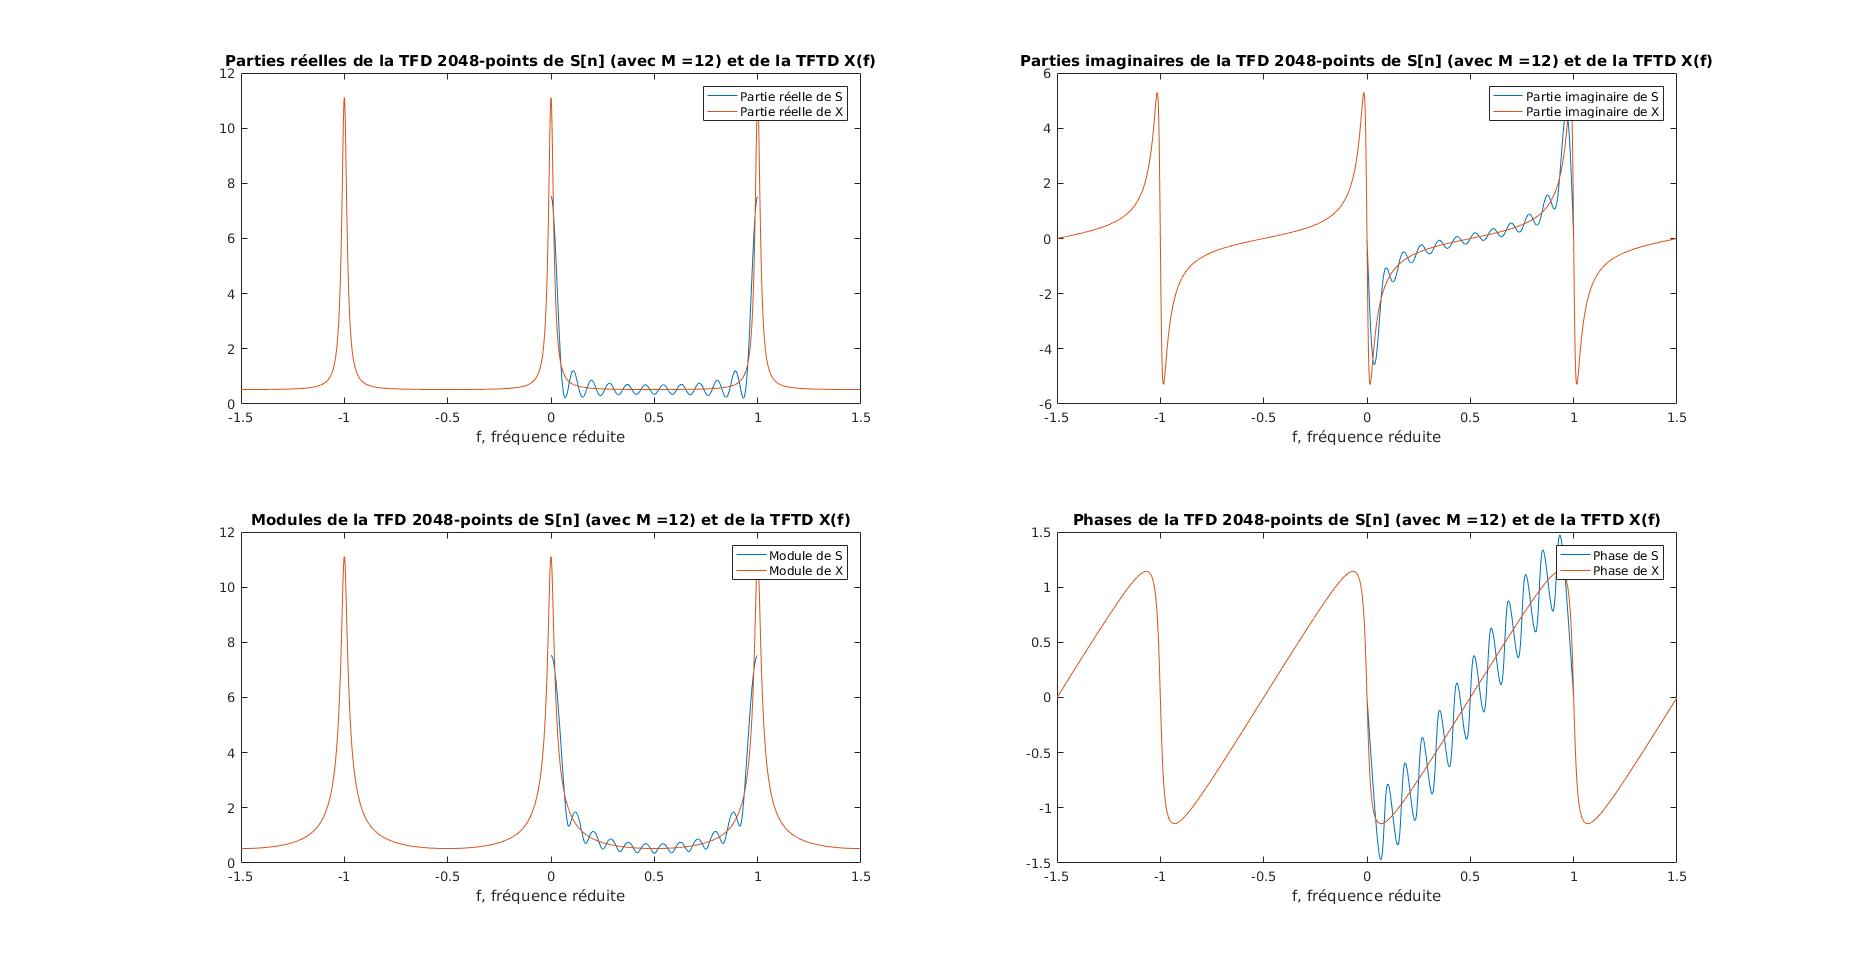 Parties réelles de la TFD 2048-points de S[n] (avec M =12) et de la TFTD X(f)
12
10
8
6
4
2
0
Partie réelle de S
Partie réelle de X
-1.5 -1 -0.5 0 0.5 1 1.5
f, fréquence réduite
Parties imaginaires de la TFD 2048-points de S[n] (avec M =12) et de la TFTD X(f)
6
4
2
0
-2
-4
-6
Partie imaginaire de S
Partie imaginaire de X
-1.5 -1 -0.5 0 0.5 1 1.5
f, fréquence réduite
Modules de la TFD 2048-points de S[n] (avec M =12) et de la TFTD X(f)
12
10
8
6
4
2
0
Module de S
Module de X
-1.5 -1 -0.5 0 0.5 1 1.5
f, fréquence réduite
Phases de la TFD 2048-points de S[n] (avec M =12) et de la TFTD X(f)
1.5
1
0.5
0
-0.5
-1
-1.5
Phase de S
Phase de X
-1.5 -1 -0.5 0 0.5 1 1.5
f, fréquence réduite